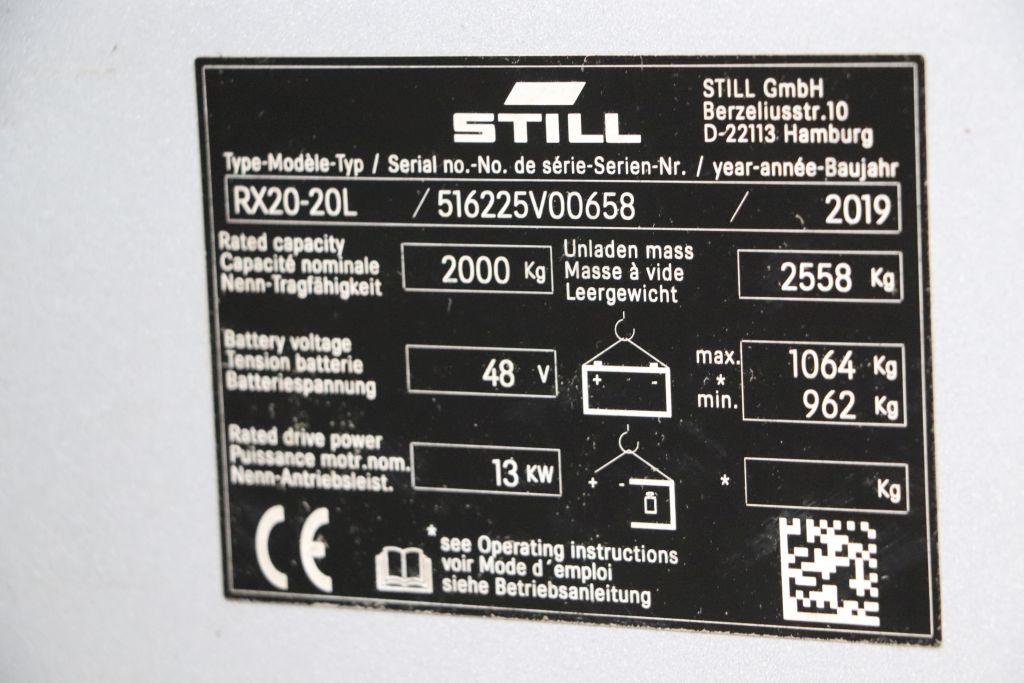 STILL
STILL GmbH
Berzeliusstr.10
D-22113 Hamburg
Type-Modèle-Typ / Serial no.-No. de série-Serien-Nr. / year-année-Baujahr
RX20-20L / 516225V00658 / 2019
Rated capacity
Capacité nominale
Nenn-Tragfähigkeit
2000 Kg
Unladen mass
Masse à vide
Leergewicht
2558 Kg
Battery voltage
Tension batterie
Batteriespannung
48 V
+ -
max. 1064 Kg
*
min. 962 Kg
Rated drive power
Puissance motr.nom.
Nenn-Antriebsleist.
13 KW
+ -
* Kg
CE
* see Operating instructions
voir Mode d´emploi
siehe Betriebsanleitung